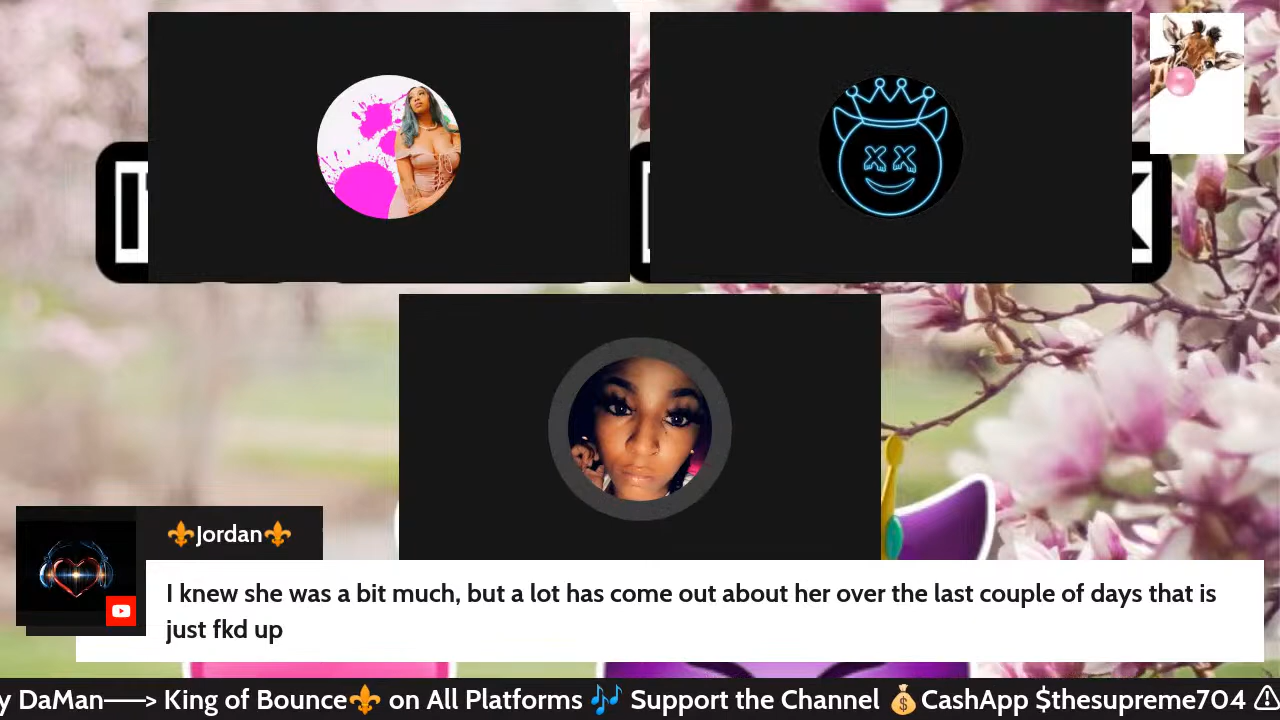 ⚜️Jordan⚜️
I knew she was a bit much, but a lot has come out about her over the last couple of days that is
just fkd up
y DaMan——> King of Bounce⚜️ on All Platforms 🎶 Support the Channel 💰CashApp $thesupreme704 ⚠